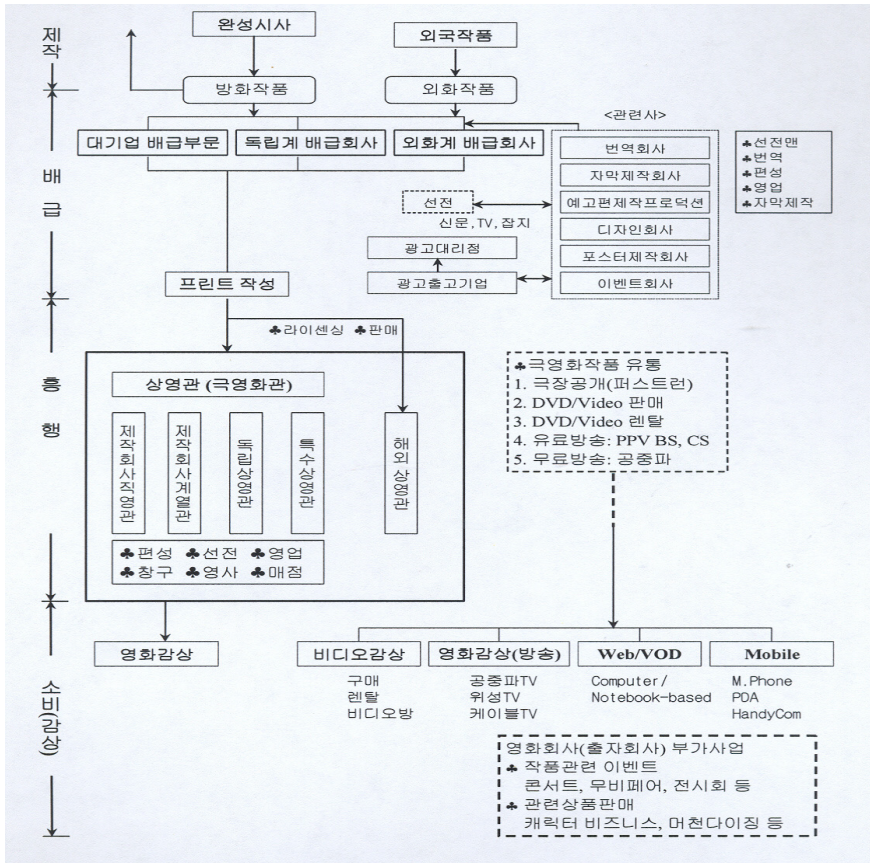 제작
완성시사
외국작품
방화작품
외화작품
<관련사>
배급
대기업 배급부문
독립계 배급회사
외화계 배급회사
번역회사
자막제작회사
예고편제작프로덕션
디자인회사
포스터제작회사
이벤트회사
♣선전맨
♣번역
♣편성
♣영업
♣자막제작
선전
신문,TV,잡지
광고대리점
광고출고기업
프린트 작성
♣라이센싱 ♣판매
흥행
상영관 (극영화관)
제작회사직영관
제작회사계열관
독립상영관
특수상영관
해외상영관
♣편성 ♣선전 ♣영업
♣창구 ♣영사 ♣매점
♣극영화작품 유통
1. 극장공개(퍼스트런)
2. DVD/Video 판매
3. DVD/Video 렌탈
4. 유료방송: PPV BS, CS
5. 무료방송: 공중파
소비(감상)
영화감상
비디오감상
구매
렌탈
비디오방
영화감상(방송)
공중파TV
위성TV
케이블TV
Web/VOD
Computer/
Notebook-based
Mobile
M.Phone
PDA
HandyCom
영화회사(출자회사) 부가사업
♣ 작품관련 이벤트
콘서트, 무비페어, 전시회 등
♣ 관련상품판매
캐릭터 비즈니스, 머천다이징 등